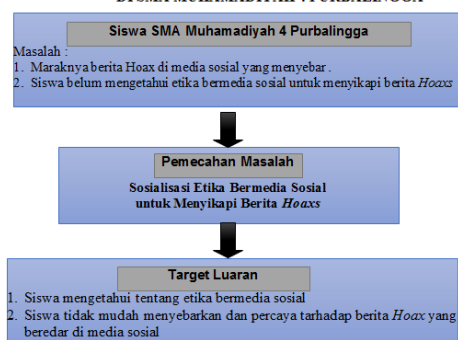 Siswa SMA Muhamadiyah 4 Purbalingga
Masalah :
1. Maraknya berita Hoax di media sosial yang menyebar .
2. Siswa belum mengetahui etika bermedia sosial untuk menyikapi berita Hoaxs
Pemecahan Masalah
Sosialisasi Etika Bermedia Sosial
untuk Menyikapi Berita Hoaxs
Target Luaran
1. Siswa mengetahui tentang etika bermedia sosial
2. Siswa tidak mudah menyebarkan dan percaya tarhadap berita Hoax yang
beredar di media sosial